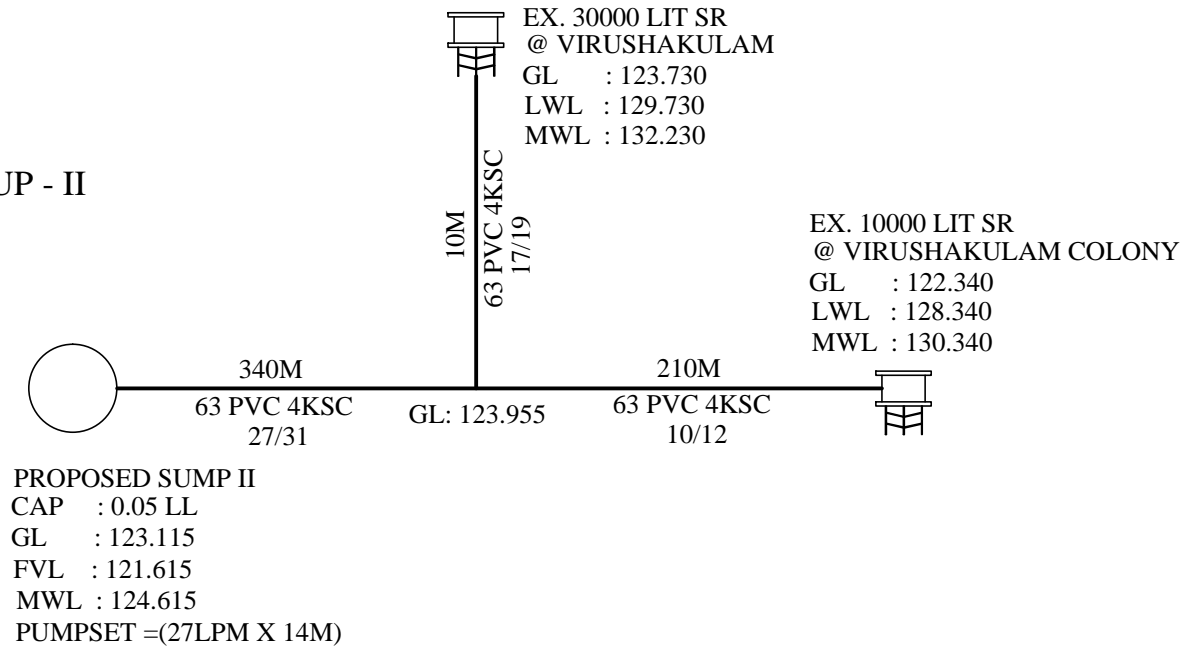 EX. 30000 LIT SR
@ VIRUSHAKULAM
GL : 123.730
LWL : 129.730
MWL : 132.230
UP - II
10M
63 PVC 4KSC
17/19
EX. 10000 LIT SR
@ VIRUSHAKULAM COLONY
GL : 122.340
LWL : 128.340
MWL : 130.340
340M
63 PVC 4KSC
27/31
GL: 123.955
210M
63 PVC 4KSC
10/12
PROPOSED SUMP II
CAP : 0.05 LL
GL : 123.115
FVL : 121.615
MWL : 124.615
PUMPSET =(27LPM X 14M)